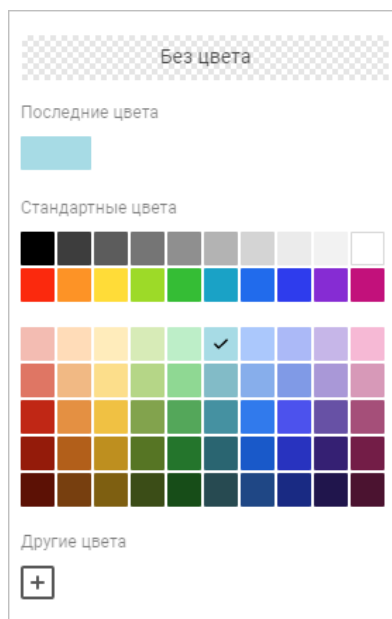 Без цвета
Последние цвета
Стандартные цвета
Другие цвета